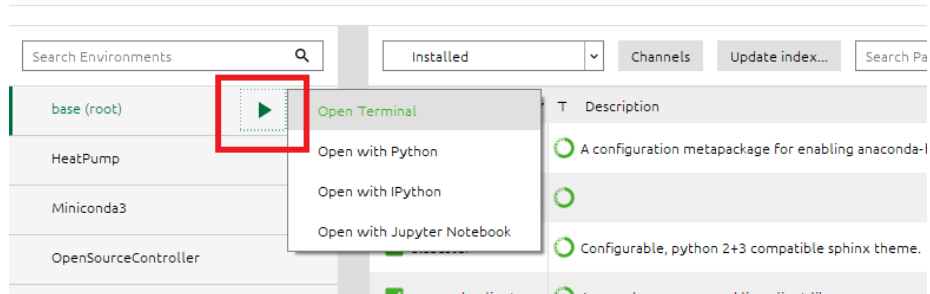 Search Environments
Installed
Channels
Update index...
Search Pa
base (root)
Open Terminal
T Description
HeatPump
Open with Python
A configuration metapackage for enabling anaconda-
Miniconda3
Open with IPython
OpenSourceController
Open with Jupyter Notebook
Configurable, python 2+3 compatible sphinx theme.